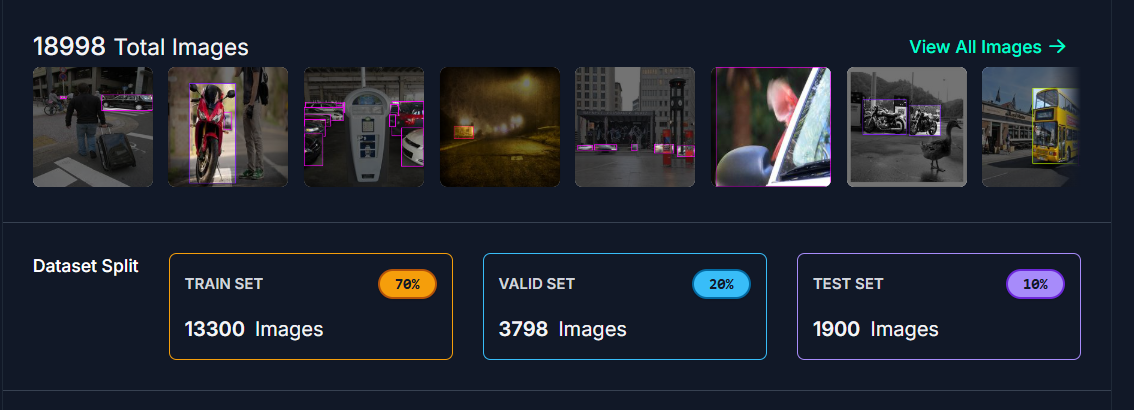 18998 Total Images
View All Images →
Dataset Split
TRAIN SET 70%
13300 Images
VALID SET 20%
3798 Images
TEST SET 10%
1900 Images